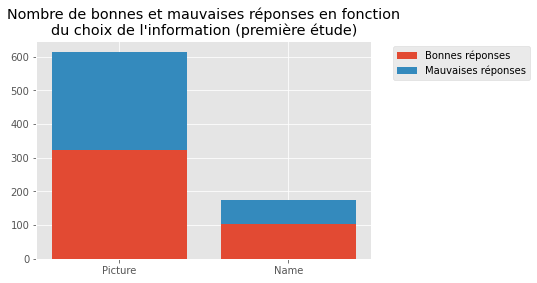 Nombre de bonnes et mauvaises réponses en fonction
du choix de l'information (première étude)
Bonnes réponses
Mauvaises réponses
600
500
400
300
200
100
0
Picture
Name